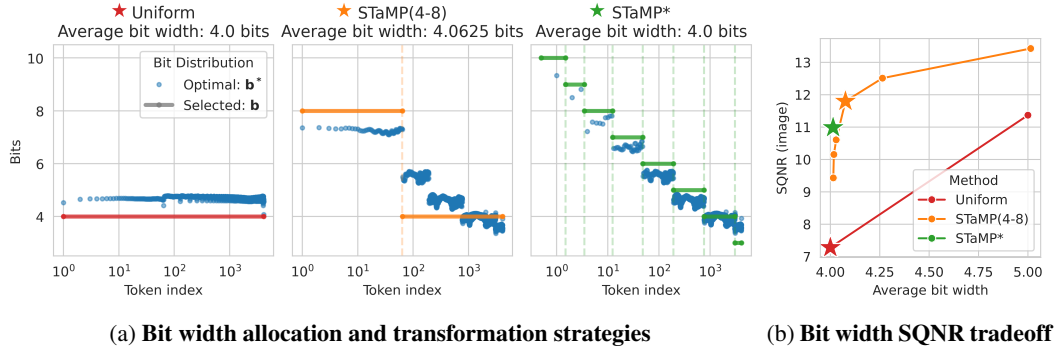 Uniform
Average bit width: 4.0 bits
STaMP(4-8)
Average bit width: 4.0625 bits
STaMP*
Average bit width: 4.0 bits
Bits
10
8
6
4
Bit Distribution
Optimal: b*
Selected: b
10⁰ 10¹ 10² 10³
Token index
10⁰ 10¹ 10² 10³
Token index
10⁰ 10¹ 10² 10³
Token index
SQNR (image)
13
12
11
10
9
8
7
Method
Uniform
STaMP(4-8)
STaMP*
4.00 4.25 4.50 4.75 5.00
Average bit width
(a) Bit width allocation and transformation strategies
(b) Bit width SQNR tradeoff